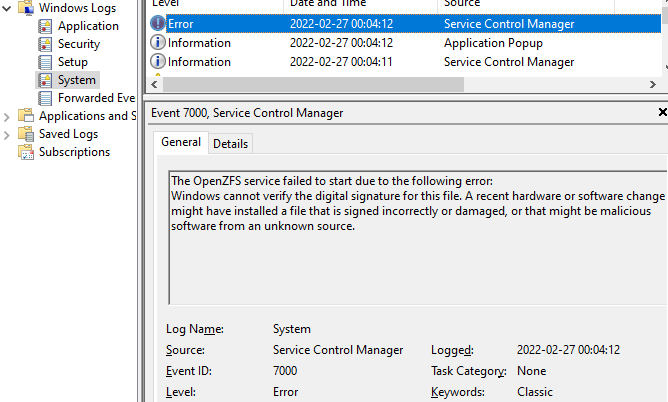 Windows Logs
Application
Security
Setup
System
Forwarded Eve
Applications and S
Saved Logs
Subscriptions
Level Date and Time Source
Error 2022-02-27 00:04:12 Service Control Manager
Information 2022-02-27 00:04:12 Application Popup
Information 2022-02-27 00:04:11 Service Control Manager
Event 7000, Service Control Manager
General Details
The OpenZFS service failed to start due to the following error:
Windows cannot verify the digital signature for this file. A recent hardware or software change
might have installed a file that is signed incorrectly or damaged, or that might be malicious
software from an unknown source.
Log Name: System
Source: Service Control Manager Logged: 2022-02-27 00:04:12
Event ID: 7000 Task Category: None
Level: Error Keywords: Classic